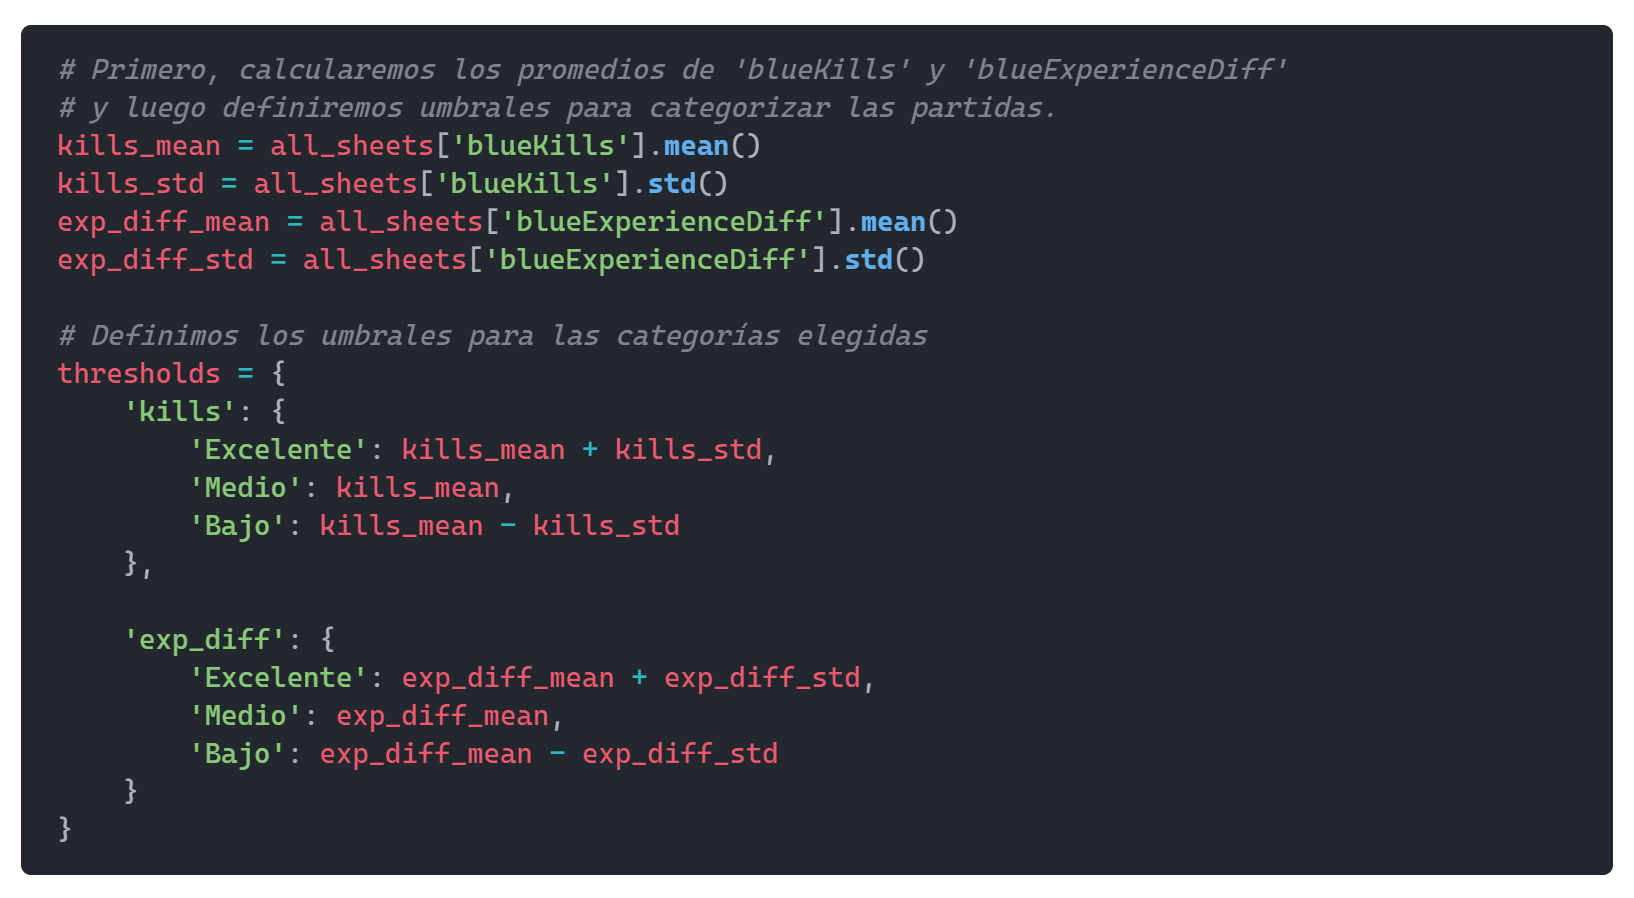 # Primero, calcularemos los promedios de 'blueKills' y 'blueExperienceDiff'
# y luego definiremos umbrales para categorizar las partidas.
kills_mean = all_sheets['blueKills'].mean()
kills_std = all_sheets['blueKills'].std()
exp_diff_mean = all_sheets['blueExperienceDiff'].mean()
exp_diff_std = all_sheets['blueExperienceDiff'].std()

# Definimos los umbrales para las categorías elegidas
thresholds = {
    'kills': {
        'Excelente': kills_mean + kills_std,
        'Medio': kills_mean,
        'Bajo': kills_mean - kills_std
    },

    'exp_diff': {
        'Excelente': exp_diff_mean + exp_diff_std,
        'Medio': exp_diff_mean,
        'Bajo': exp_diff_mean - exp_diff_std
    }
}